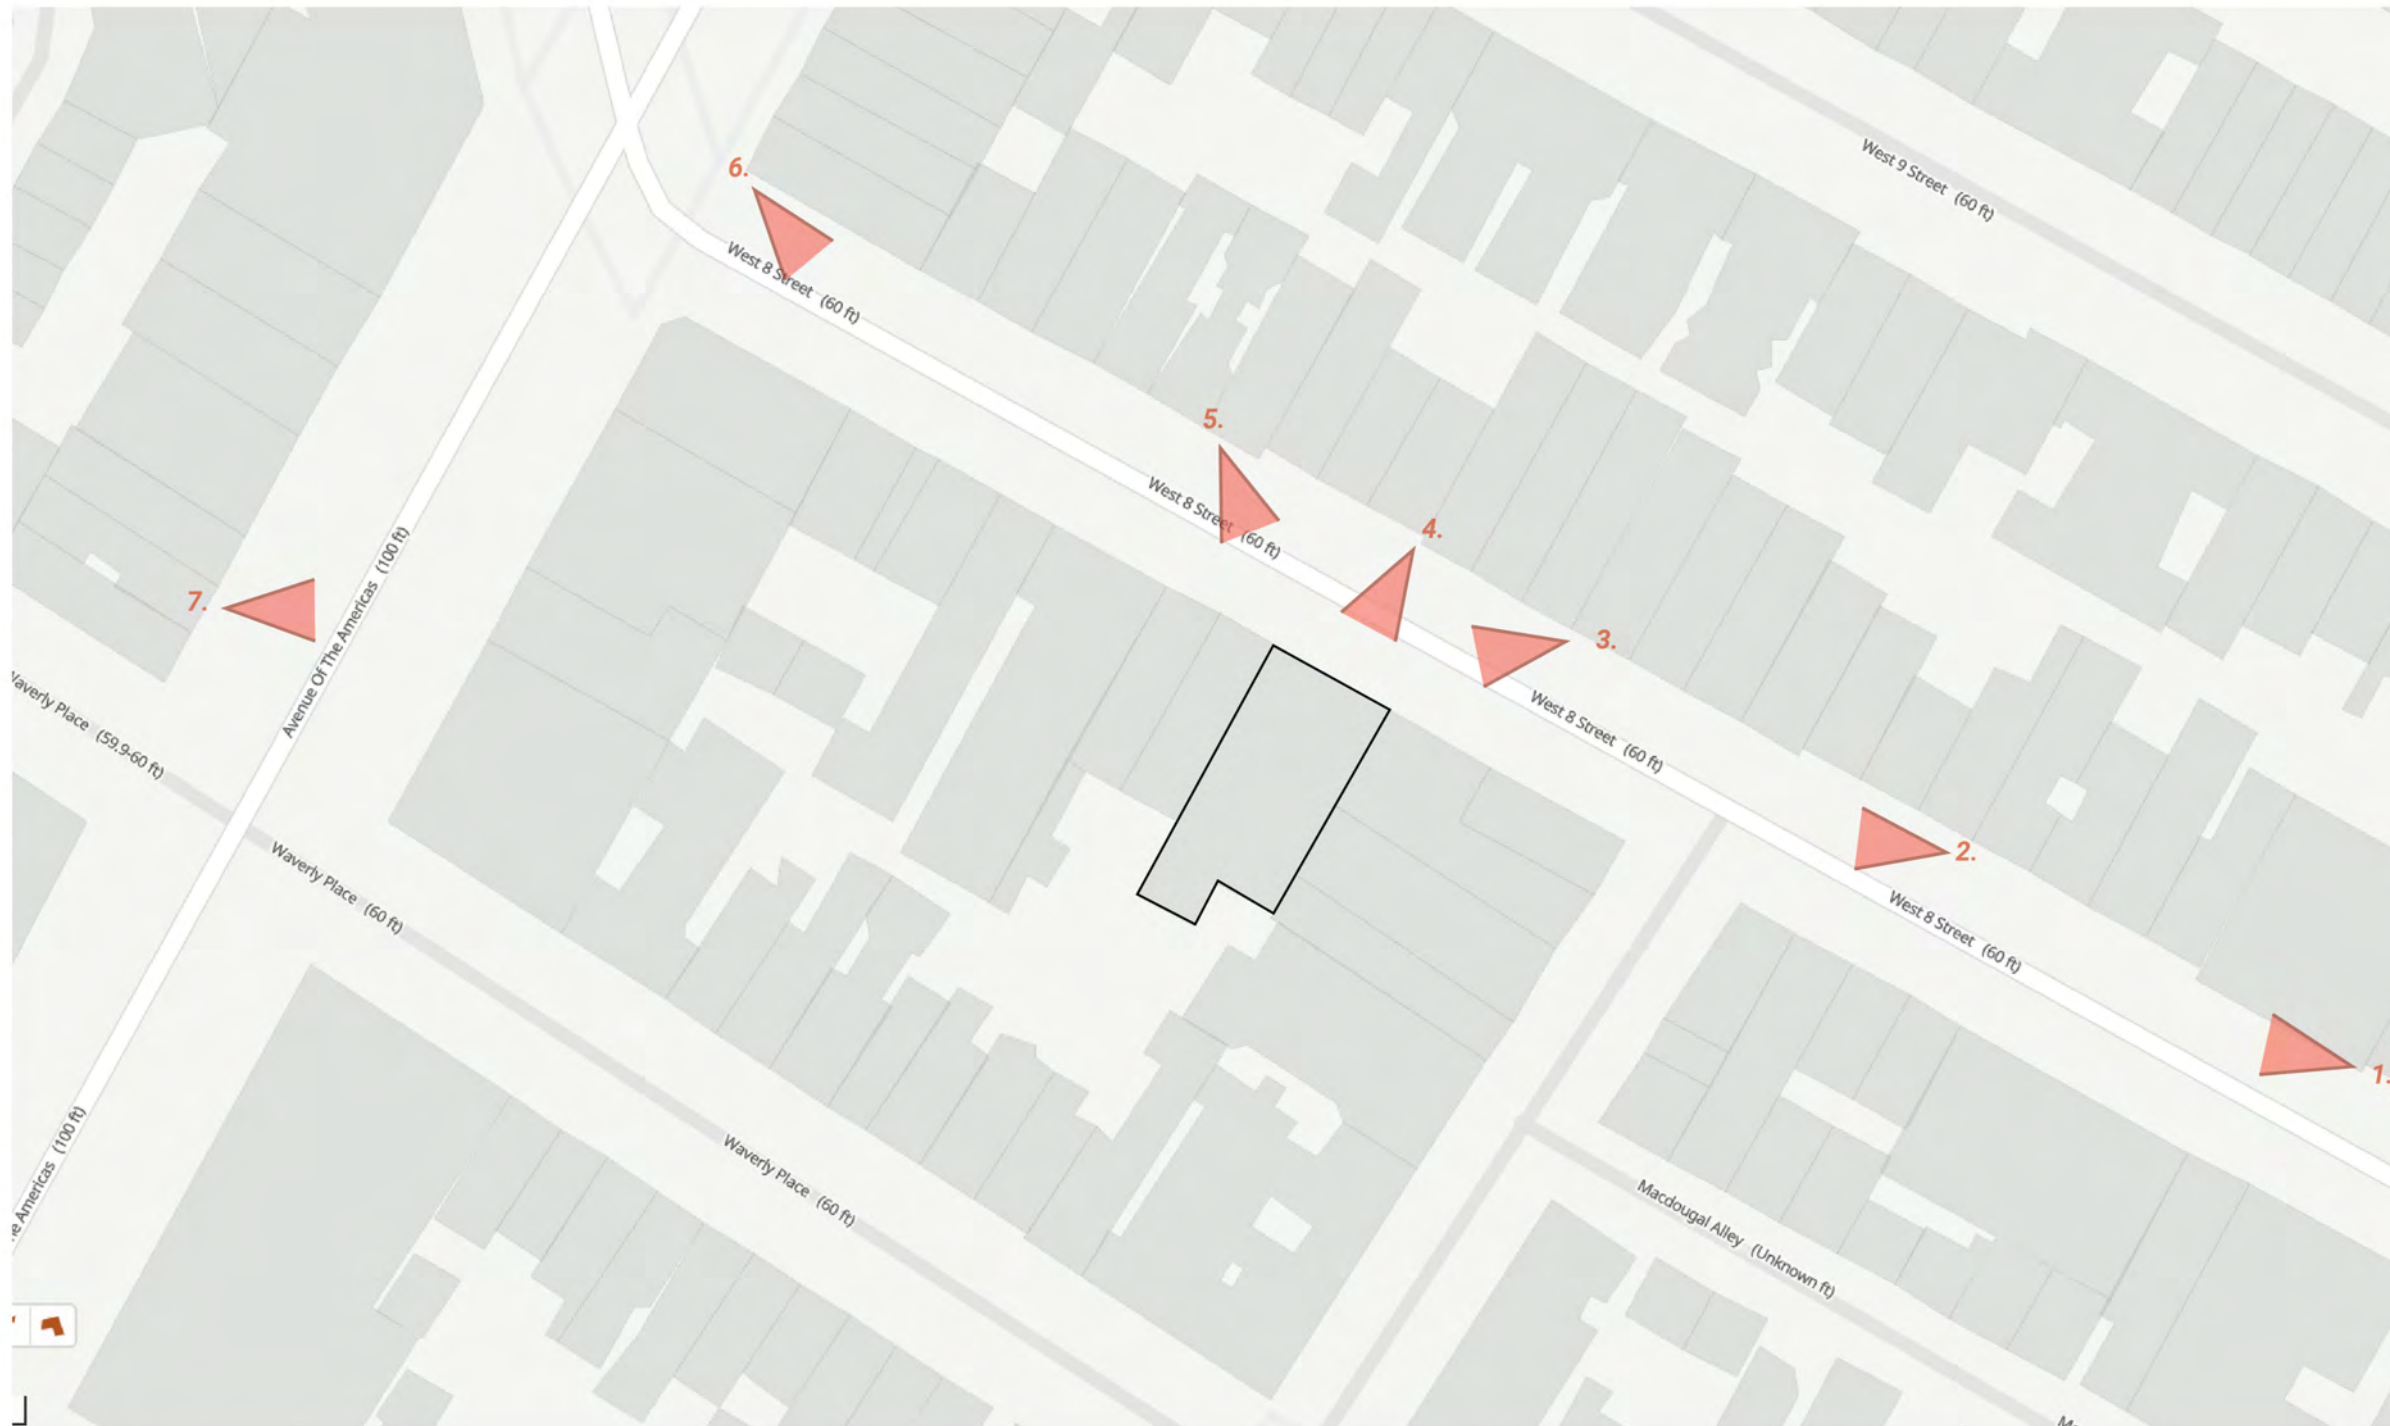 West 9 Street (60 ft)
6.
West 8 Street (60 ft)
5.
West 8 Street (60 ft)
4.
3.
7.
Avenue Of The Americas (100 ft)
West 8 Street (60 ft)
Waverly Place (59.9-60 ft)
2.
Waverly Place (60 ft)
West 8 Street (60 ft)
1.
Americas (100 ft)
Waverly Place (60 ft)
Macdougal Alley (Unknown ft)